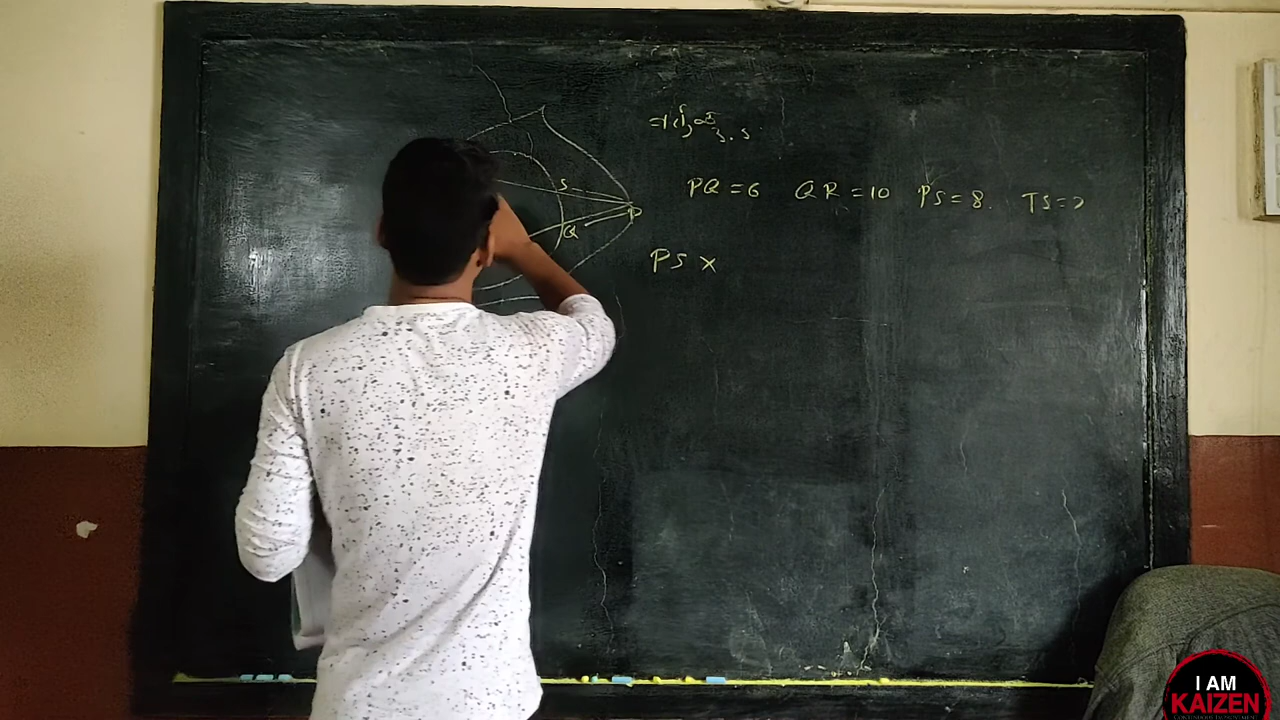 S
P
Q
PQ = 6 QR = 10 PS = 8. TS = ?
PS x
I AM
KAIZEN